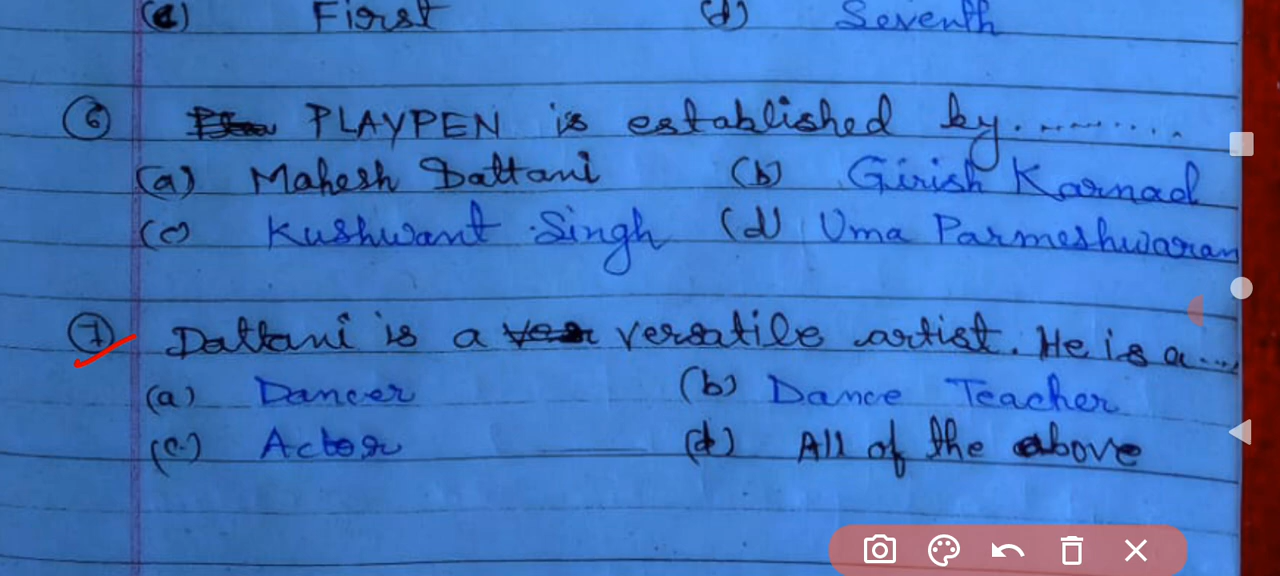 (c) First (d) Seventh
6 PLAYPEN is established by..........
(a) Mahesh Dattani (b) Girish Karnad
(c) Kushwant Singh (d) Uma Parmeshwaran
7 Dattani is a versatile artist. He is a....
(a) Dancer (b) Dance Teacher
(c) Actor (d) All of the above